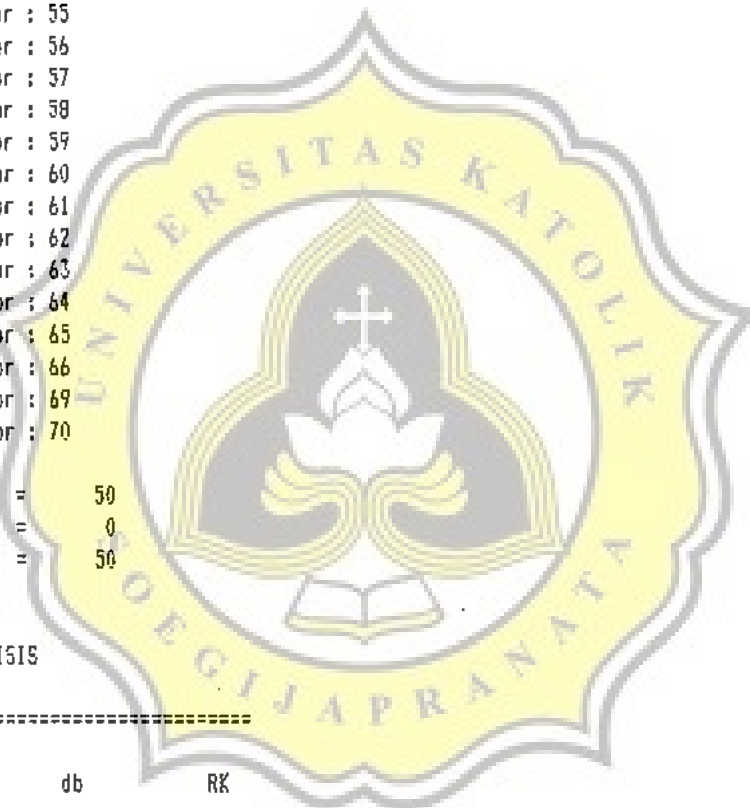 r : 55
r : 56
r : 57
r : 58
r : 59
r : 60
r : 61
r : 62
r : 63
r : 64
r : 65
r : 66
r : 69
r : 70
= 50
= 0
= 50
ISIS
=======================
db RK
UNIVERSITAS KATOLIK
SOEGIJAPRANATA